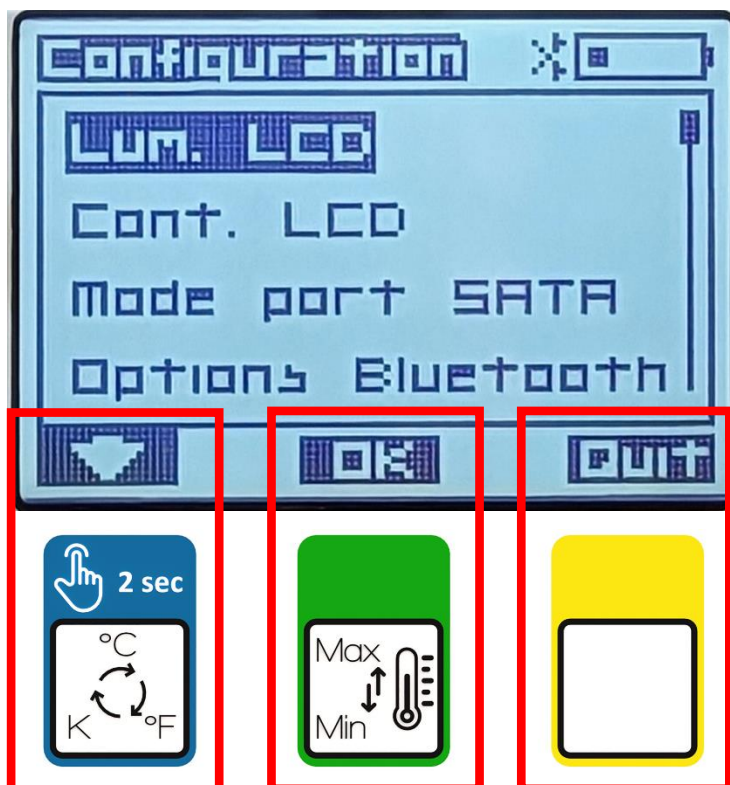 Configuration
Lum. LCD
Cont. LCD
Mode port SATA
Options Bluetooth
OK Quit
2 sec
°C
K °F
Max
Min